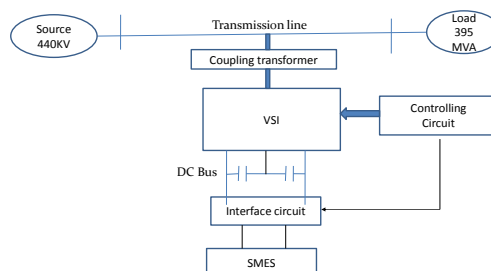 Transmission line
Source
440KV
Load
395
MVA
Coupling transformer
VSI
Controlling
Circuit
DC Bus
Interface circuit
SMES